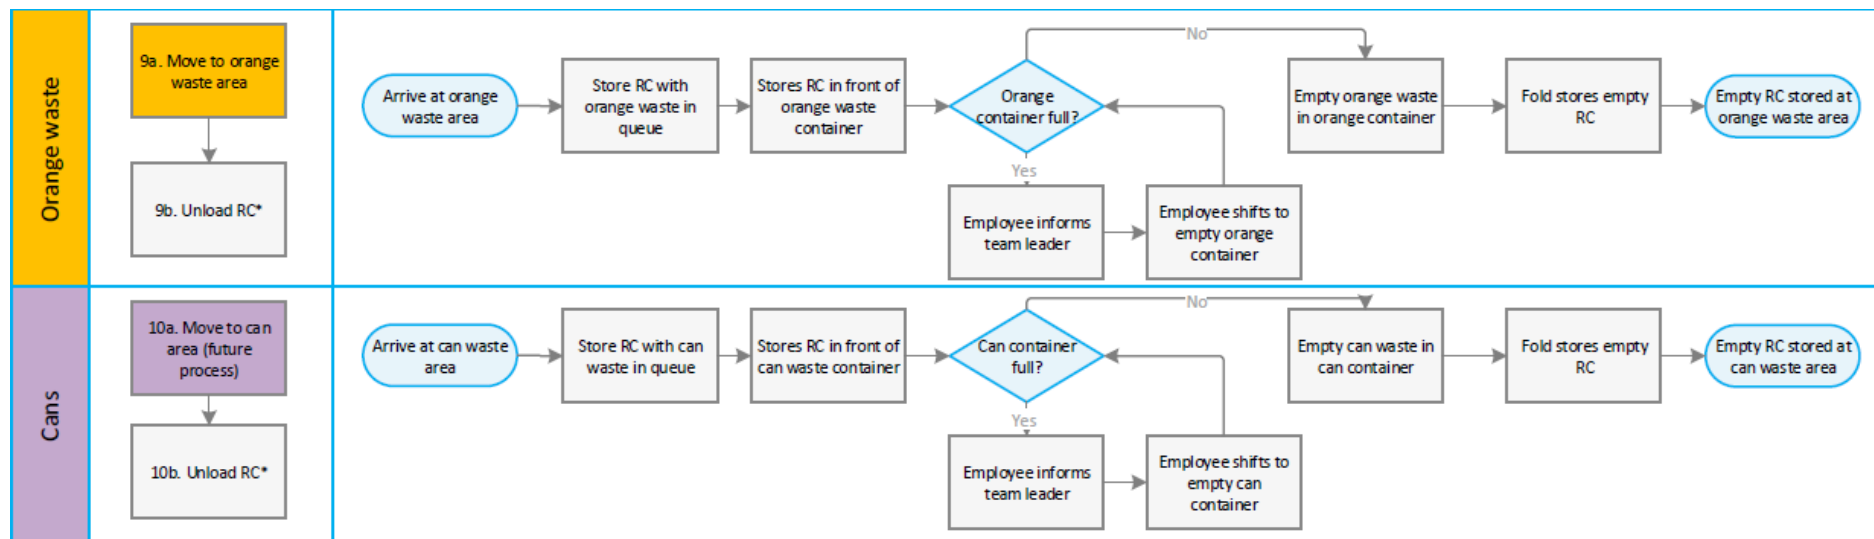 Orange waste
9a. Move to orange
waste area
9b. Unload RC*
Arrive at orange
waste area
Store RC with
orange waste in
queue
Stores RC in front of
orange waste
container
Orange
container full?
No
Yes
Employee informs
team leader
Employee shifts to
empty orange
container
Empty orange waste
in orange container
Fold stores empty
RC
Empty RC stored at
orange waste area
Cans
10a. Move to can
area (future
process)
10b. Unload RC*
Arrive at can waste
area
Store RC with can
waste in queue
Stores RC in front of
can waste container
Can container
full?
No
Yes
Employee informs
team leader
Employee shifts to
empty can
container
Empty can waste in
can container
Fold stores empty
RC
Empty RC stored at
can waste area